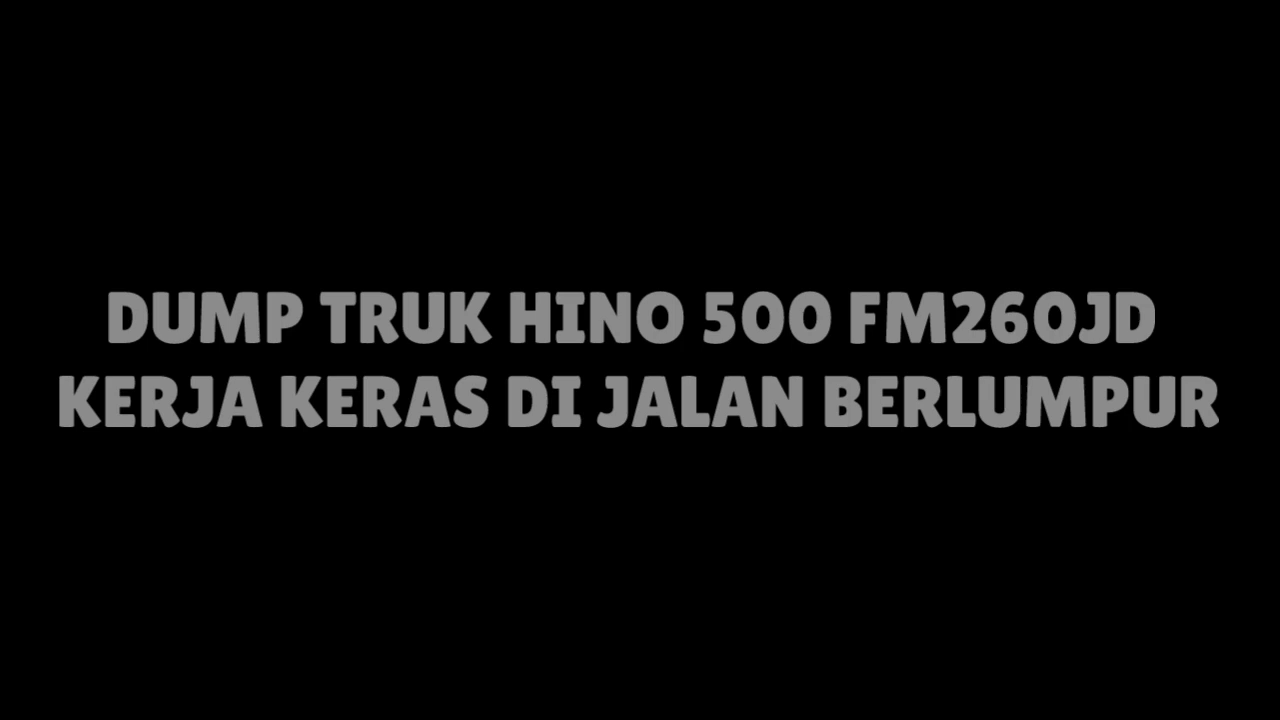 DUMP TRUK HINO 500 FM260JD
KERJA KERAS DI JALAN BERLUMPUR